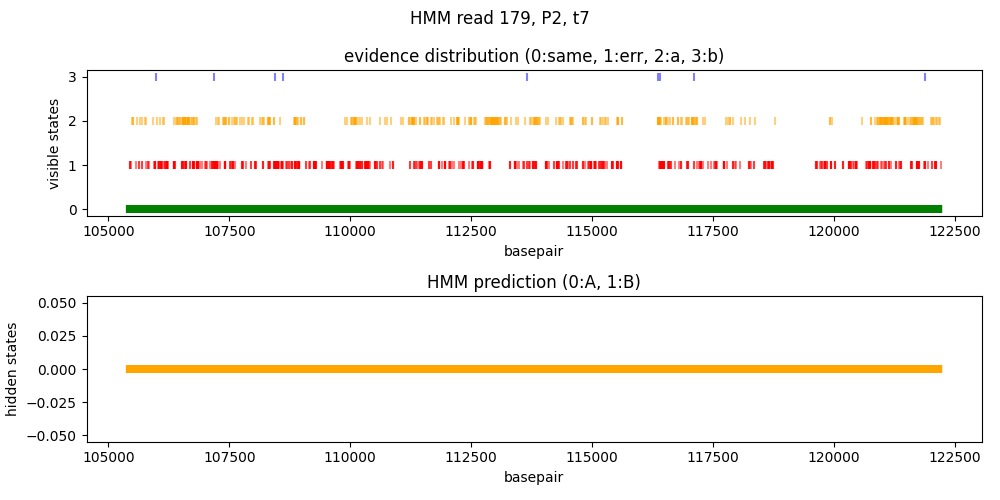 HMM read 179, P2, t7
evidence distribution (0:same, 1:err, 2:a, 3:b)
visible states
3
2
1
0
105000 107500 110000 112500 115000 117500 120000 122500
basepair
HMM prediction (0:A, 1:B)
hidden states
0.050
0.025
0.000
−0.025
−0.050
105000 107500 110000 112500 115000 117500 120000 122500
basepair